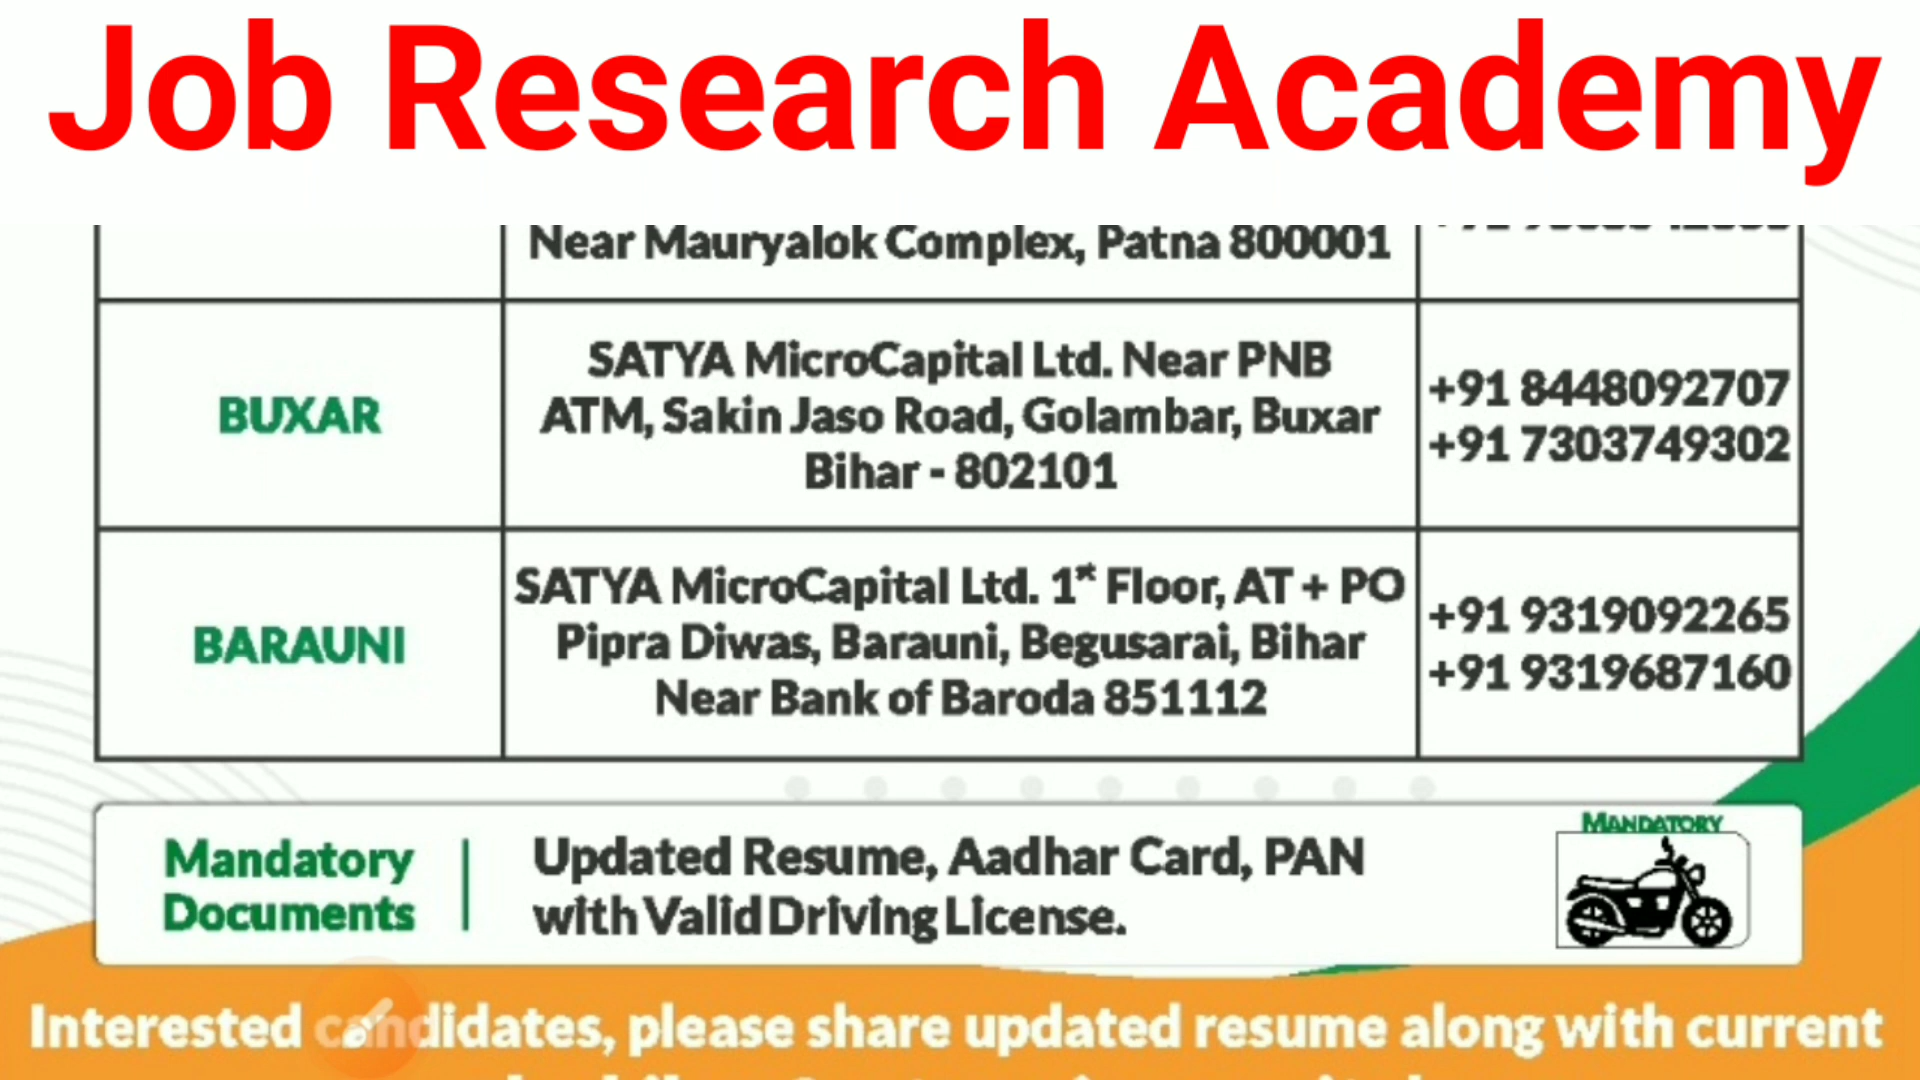 Job Research Academy
Near Mauryalok Complex, Patna 800001
BUXAR
SATYA MicroCapital Ltd. Near PNB
ATM, Sakin Jaso Road, Golambar, Buxar
Bihar - 802101
+91 8448092707
+91 7303749302
BARAUNI
SATYA MicroCapital Ltd. 1st Floor, AT + PO
Pipra Diwas, Barauni, Begusarai, Bihar
Near Bank of Baroda 851112
+91 9319092265
+91 9319687160
Mandatory
Documents
Updated Resume, Aadhar Card, PAN
with Valid Driving License.
MANDATORY
Interested candidates, please share updated resume along with current